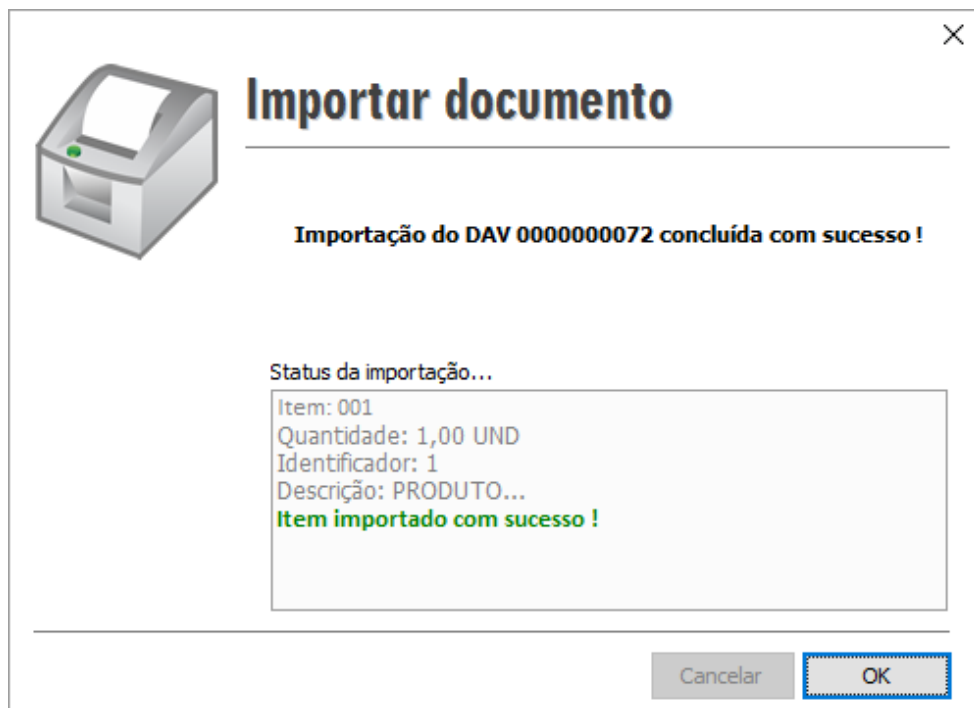 Importar documento
Importação do DAV 0000000072 concluída com sucesso !
Status da importação...
Item: 001
Quantidade: 1,00 UND
Identificador: 1
Descrição: PRODUTO...
Item importado com sucesso !
Cancelar
OK